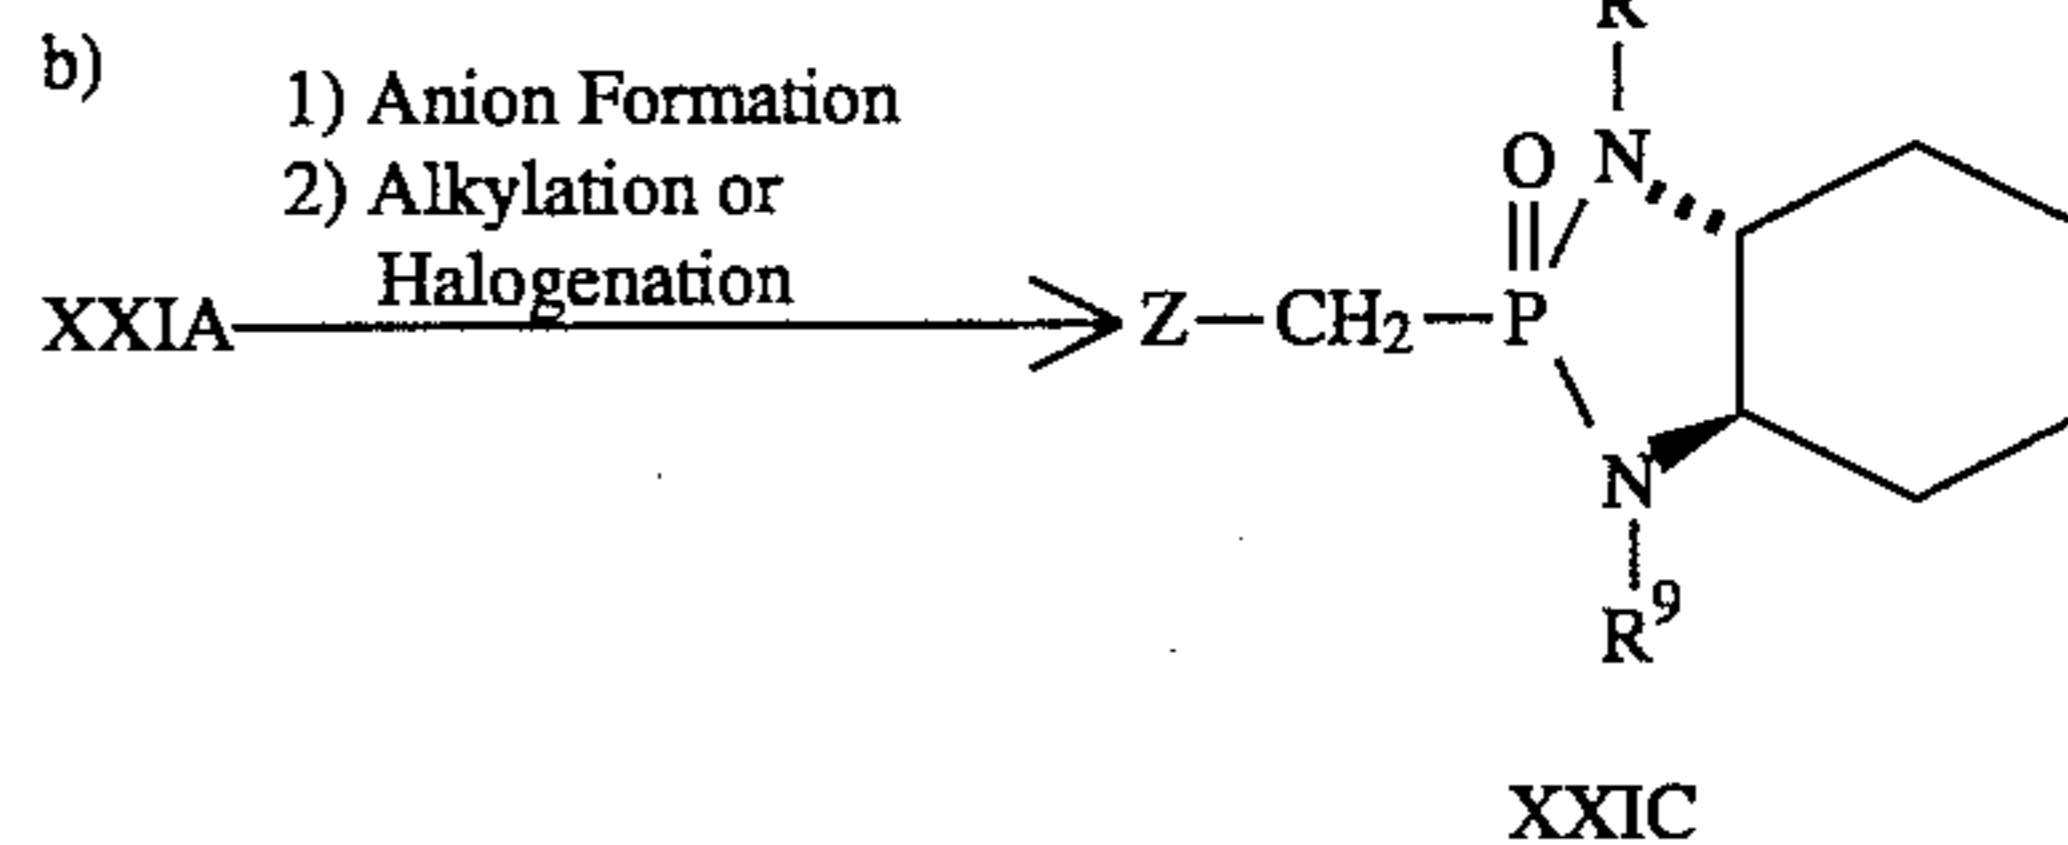 R
b)
1) Anion Formation
O N
2) Alkylation or
Halogenation
XXIA Z—CH₂—P
N
R⁹
XXIC